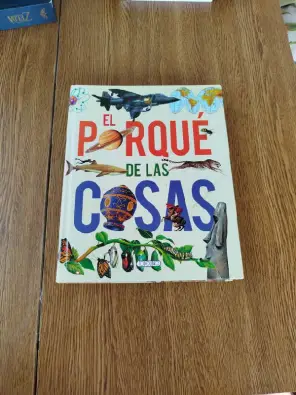 EL
PORQUÉ
DE LAS
COSAS